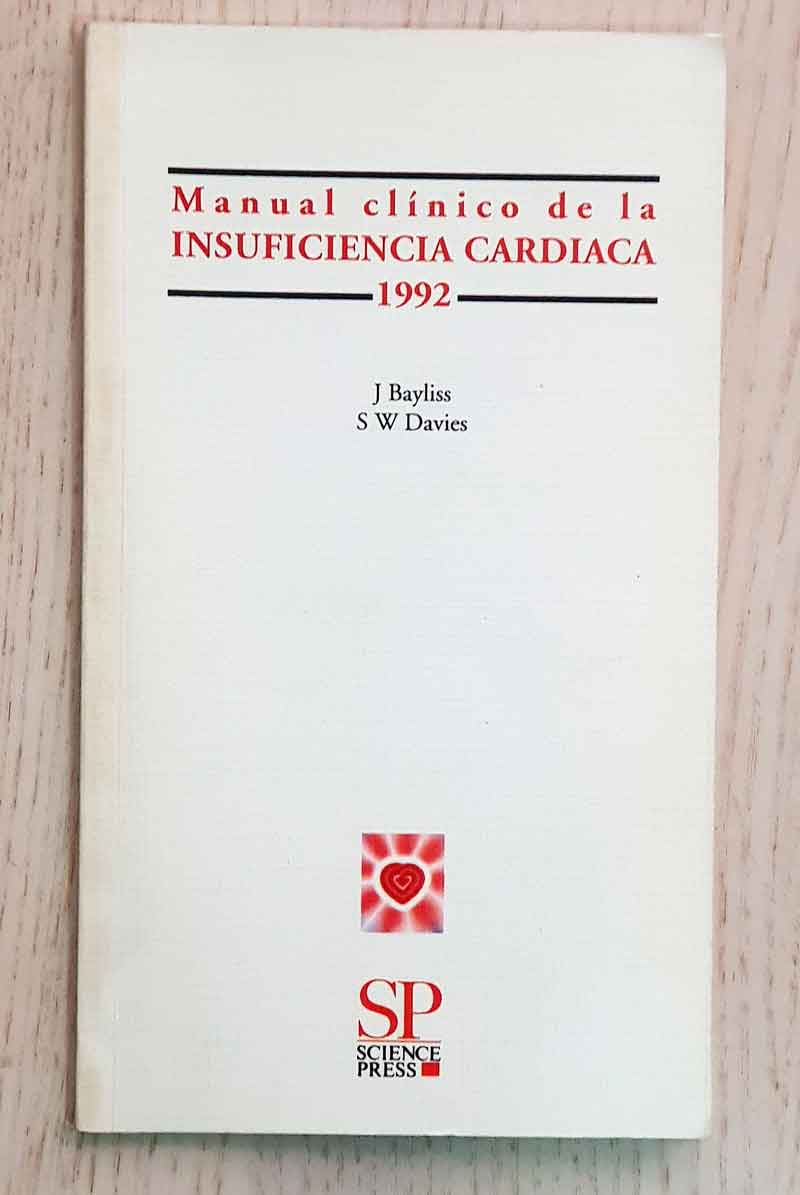 Manual clínico de la
INSUFICIENCIA CARDIACA
1992
J Bayliss
S W Davies
SP
SCIENCE
PRESS